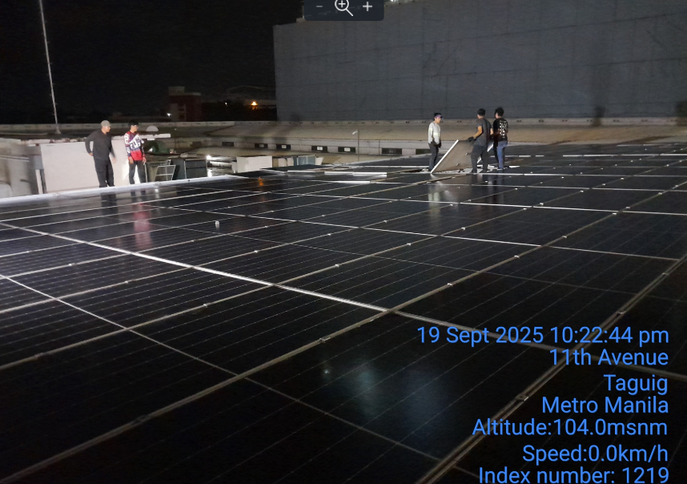 19 Sept 2025 10:22:44 pm
11th Avenue
Taguig
Metro Manila
Altitude:104.0msnm
Speed:0.0km/h
Index number: 1219